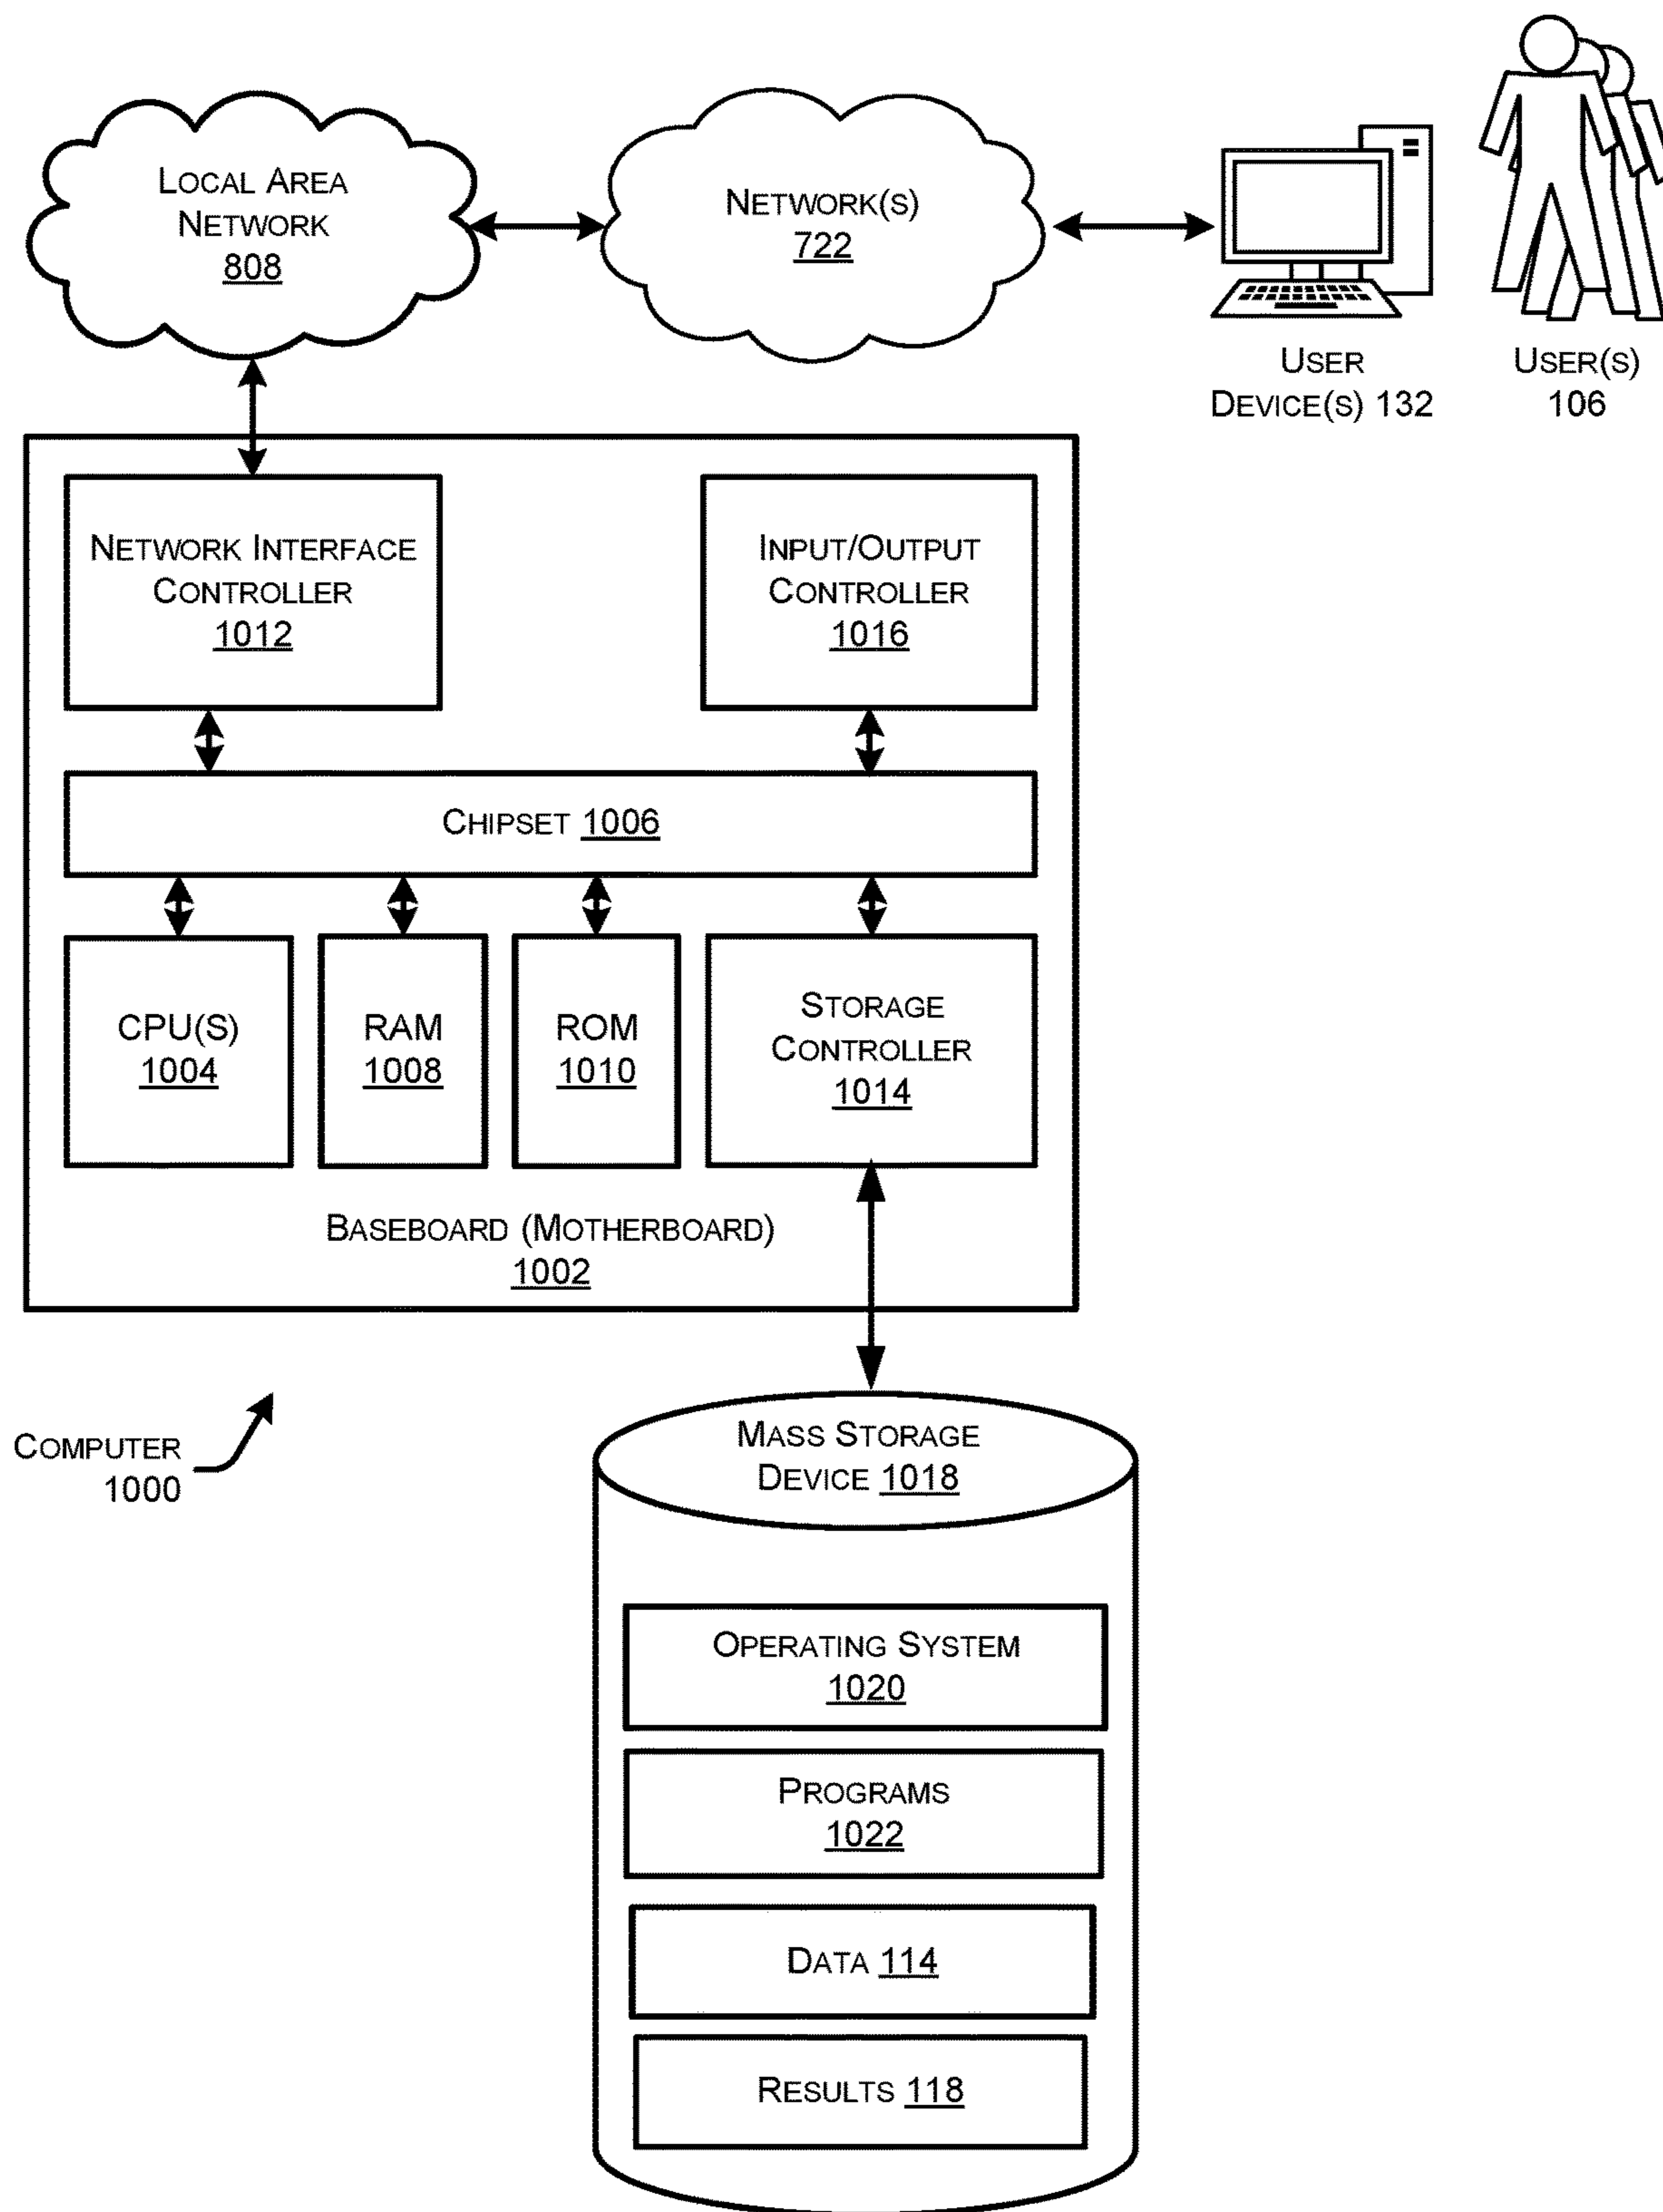 LOCAL AREA
NETWORK
808
NETWORK(S)
722
USER
DEVICE(S) 132
USER(S)
106
NETWORK INTERFACE
CONTROLLER
1012
INPUT/OUTPUT
CONTROLLER
1016
CHIPSET 1006
CPU(S)
1004
RAM
1008
ROM
1010
STORAGE
CONTROLLER
1014
BASEBOARD (MOTHERBOARD)
1002
COMPUTER
1000
MASS STORAGE
DEVICE 1018
OPERATING SYSTEM
1020
PROGRAMS
1022
DATA 114
RESULTS 118